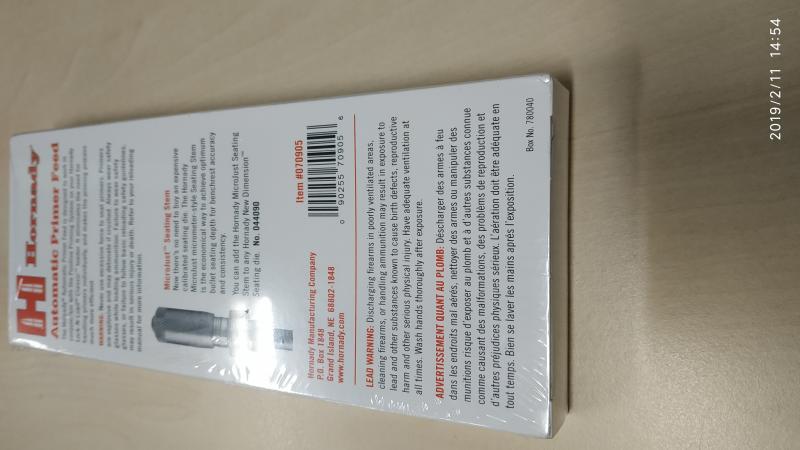 Hornady
Automatic Primer Feed
Microjust™ Seating Stem
Now there's no need to buy an expensive
calibrated seating die. The Hornady
Microjust micrometer-style Seating Stem
is the economical way to achieve optimum
bullet seating depth for benchrest accuracy
and consistency.
You can add the Hornady Microjust Seating
Stem to any Hornady New Dimension™
Seating die. No. 044090
Hornady Manufacturing Company
P.O. Box 1848
Grand Island, NE 68802-1848
www.hornady.com
Item #070905
0 90255 70905 6
LEAD WARNING: Discharging firearms in poorly ventilated areas,
cleaning firearms, or handling ammunition may result in exposure to
lead and other substances known to cause birth defects, reproductive
harm and other serious physical injury. Have adequate ventilation at
all times. Wash hands thoroughly after exposure.
ADVERTISSEMENT QUANT AU PLOMB: Décharger des armes à feu
dans les endroits mal aérés, nettoyer des armes ou manipuler des
munitions risque d'exposer au plomb et a d'autres substances connue
comme causant des malformations, des problèmes de reproduction et
d'autres préjudices physiques sérieux. L'aération doit être adéquate en
tout temps. Bien se laver les mains après l'exposition.
Box No. 780040
2019/2/11 14:54